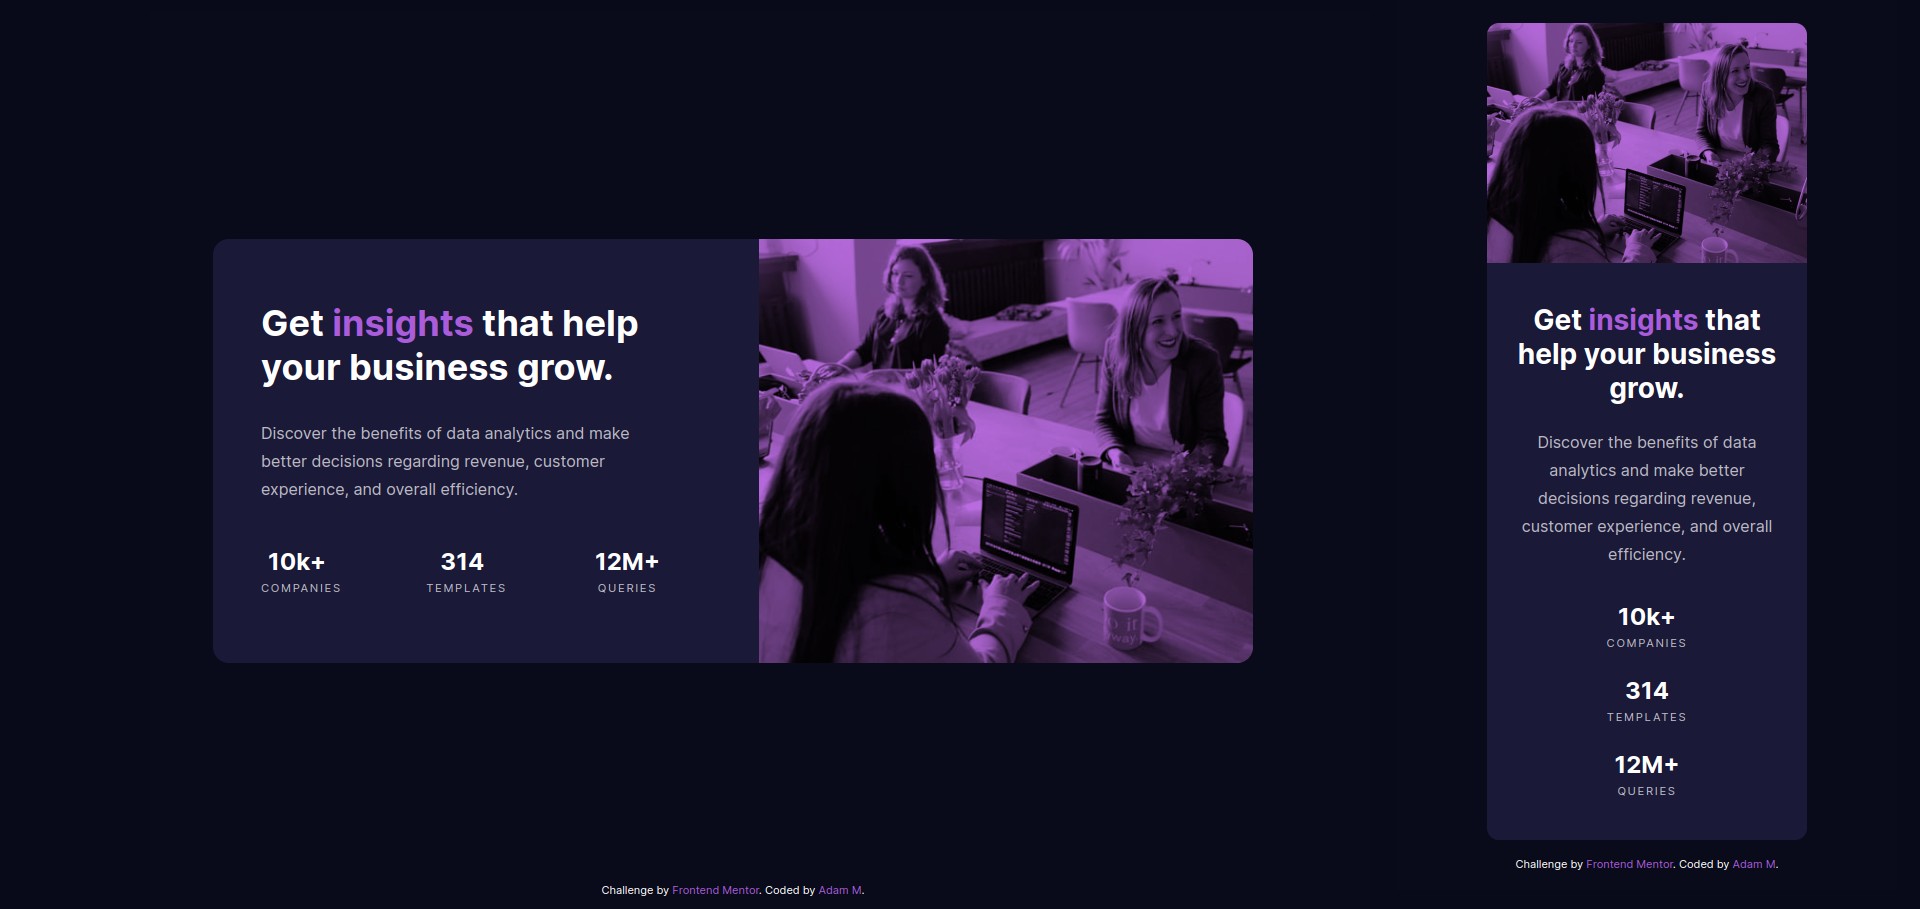 Get insights that help
your business grow.
Discover the benefits of data analytics and make
better decisions regarding revenue, customer
experience, and overall efficiency.
10k+
COMPANIES
314
TEMPLATES
12M+
QUERIES
Challenge by Frontend Mentor. Coded by Adam M.
Get insights that
help your business
grow.
Discover the benefits of data
analytics and make better
decisions regarding revenue,
customer experience, and overall
efficiency.
10k+
COMPANIES
314
TEMPLATES
12M+
QUERIES
Challenge by Frontend Mentor. Coded by Adam M.